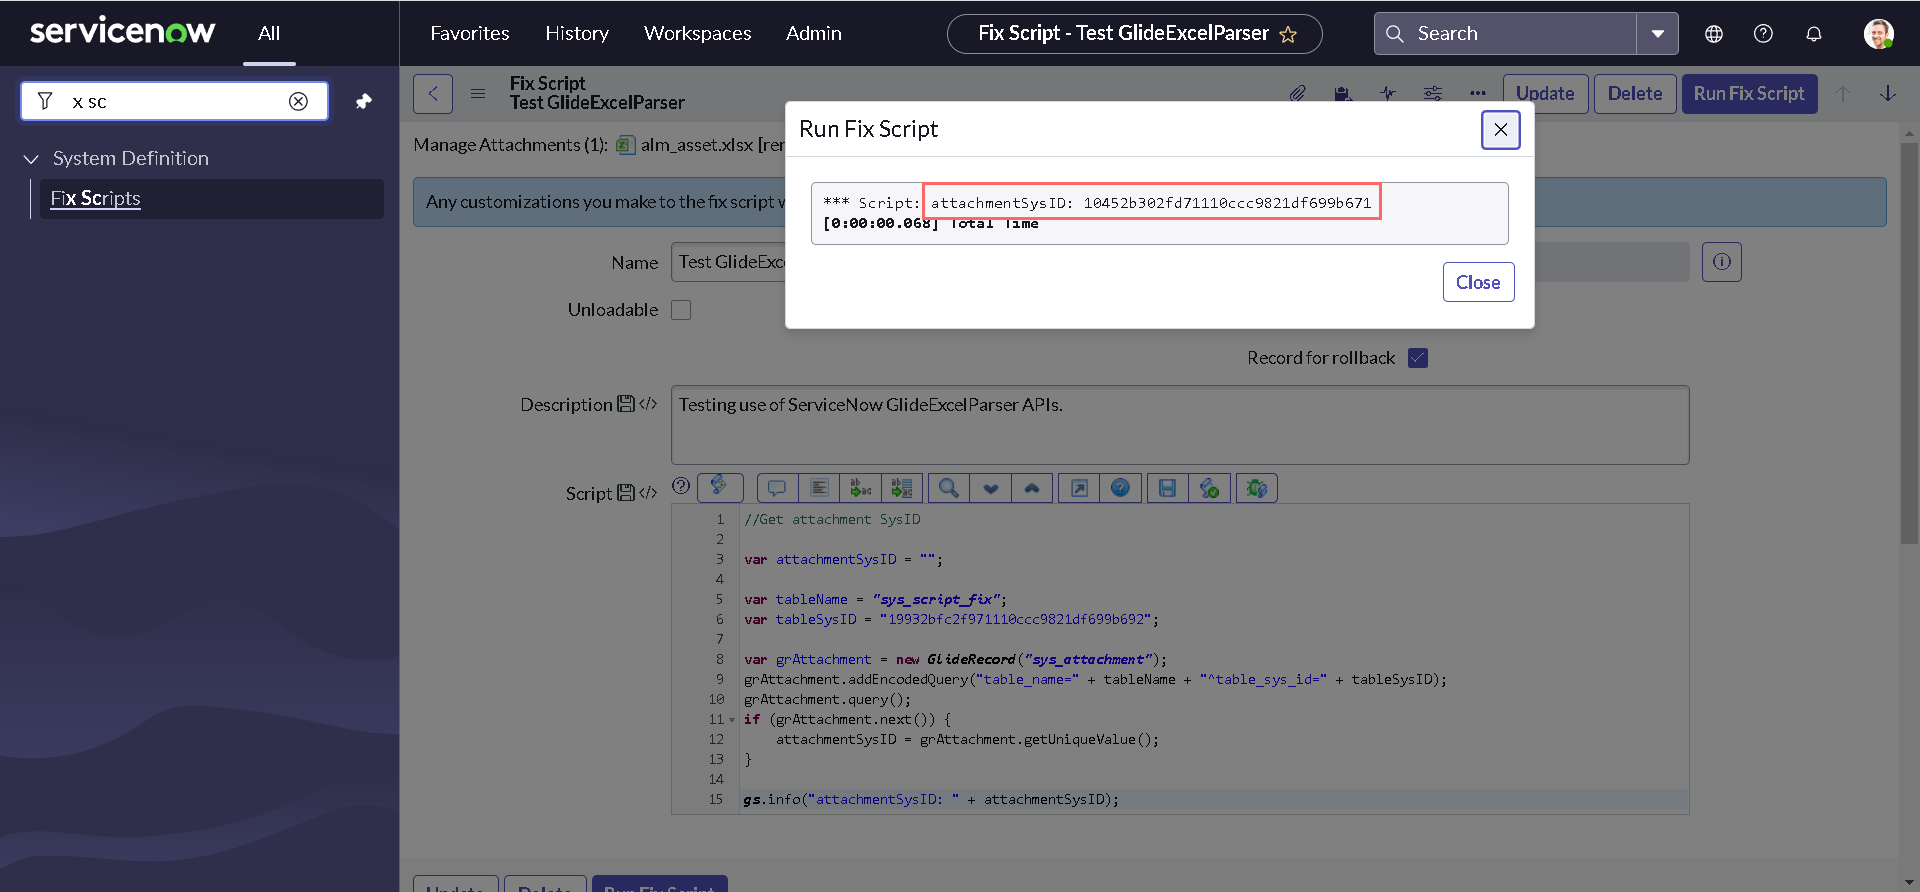 servicenow
All
Favorites
History
Workspaces
Admin
Fix Script - Test GlideExcelParser
Search
x sc
System Definition
Fix Scripts
Fix Script
Test GlideExcelParser
Update
Delete
Run Fix Script
Manage Attachments (1): alm_asset.xlsx
Any customizations you make to the fix script
Run Fix Script
*** Script: attachmentSysID: 10452b302fd71110ccc9821df699b671
[0:00:00.068] Total Time
Close
Name
Test GlideExc
Unloadable
Record for rollback
Description
Testing use of ServiceNow GlideExcelParser APIs.
Script
1 //Get attachment SysID
2
3 var attachmentSysID = "";
4
5 var tableName = "sys_script_fix";
6 var tableSysID = "19932bfc2f971110ccc9821df699b692";
7
8 var grAttachment = new GlideRecord("sys_attachment");
9 grAttachment.addEncodedQuery("table_name=" + tableName + "^table_sys_id=" + tableSysID);
10 grAttachment.query();
11 if (grAttachment.next()) {
12 attachmentSysID = grAttachment.getUniqueValue();
13 }
14
15 gs.info("attachmentSysID: " + attachmentSysID);
Update
Delete
Run Fix Script